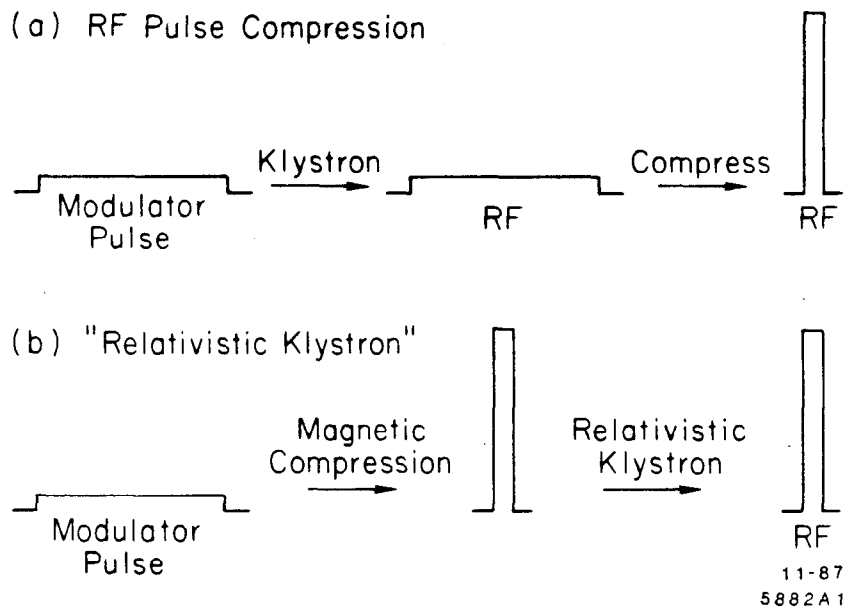 (a) RF Pulse Compression
Klystron
Compress
Modulator
Pulse
RF
RF
(b) "Relativistic Klystron"
Magnetic
Compression
Relativistic
Klystron
Modulator
Pulse
RF
11-87
5882A1